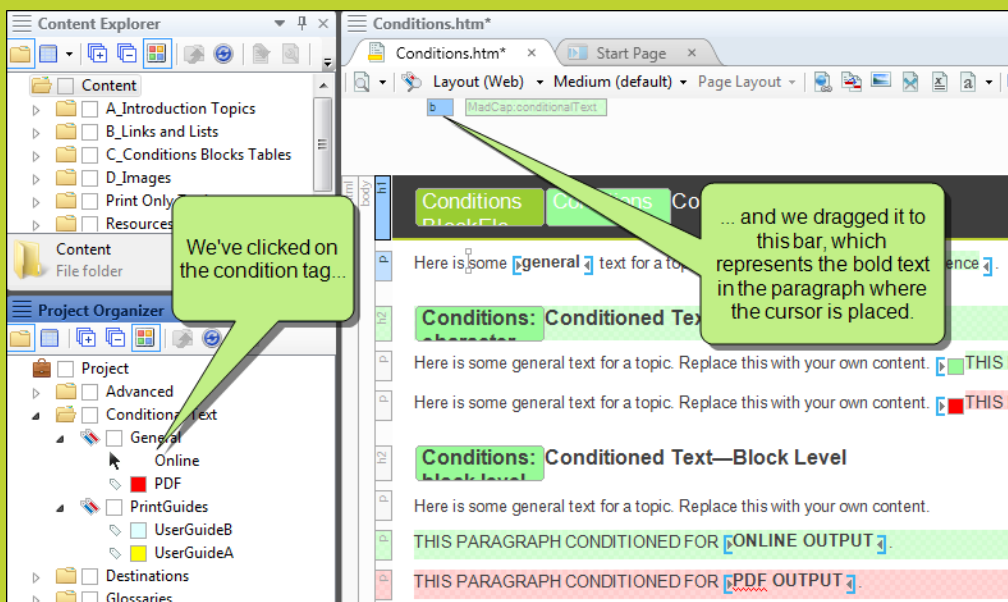 Content Explorer
Content
A_Introduction Topics
B_Links and Lists
C_Conditions Blocks Tables
D_Images
Print Only
Resources
Content
File folder
We've clicked on
the condition tag...
Project Organizer
Project
Advanced
Conditional Text
General
Online
PDF
PrintGuides
UserGuideB
UserGuideA
Destinations
Glossaries
Conditions.htm*
Conditions.htm* × Start Page ×
Layout (Web) Medium (default) Page Layout
b MadCap:conditionalText
body
h1
Conditions
... and we dragged it to
this bar, which
represents the bold text
in the paragraph where
the cursor is placed.
p Here is some general text for a
h2 Conditions: Conditioned
p Here is some general text for a topic. Replace this with your own content. THIS
p Here is some general text for a topic. Replace this with your own content. THIS
h2 Conditions: Conditioned Text—Block Level
block level
p Here is some general text for a topic. Replace this with your own content.
p THIS PARAGRAPH CONDITIONED FOR ONLINE OUTPUT.
p THIS PARAGRAPH CONDITIONED FOR PDF OUTPUT.